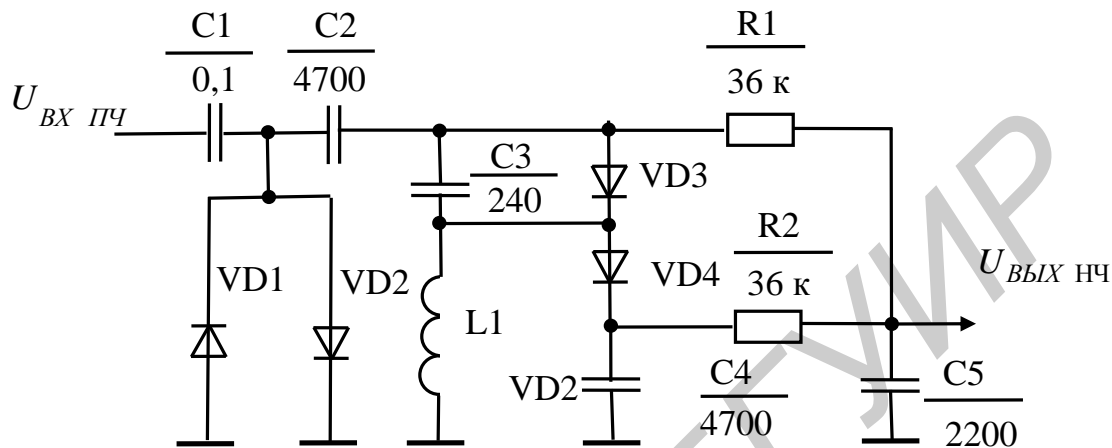 C1
0,1
C2
4700
R1
36 к
U ВХ ПЧ
C3
240
VD3
R2
36 к
VD1
VD2
L1
VD4
U ВЫХ НЧ
VD2
C4
4700
C5
2200
ГУИР